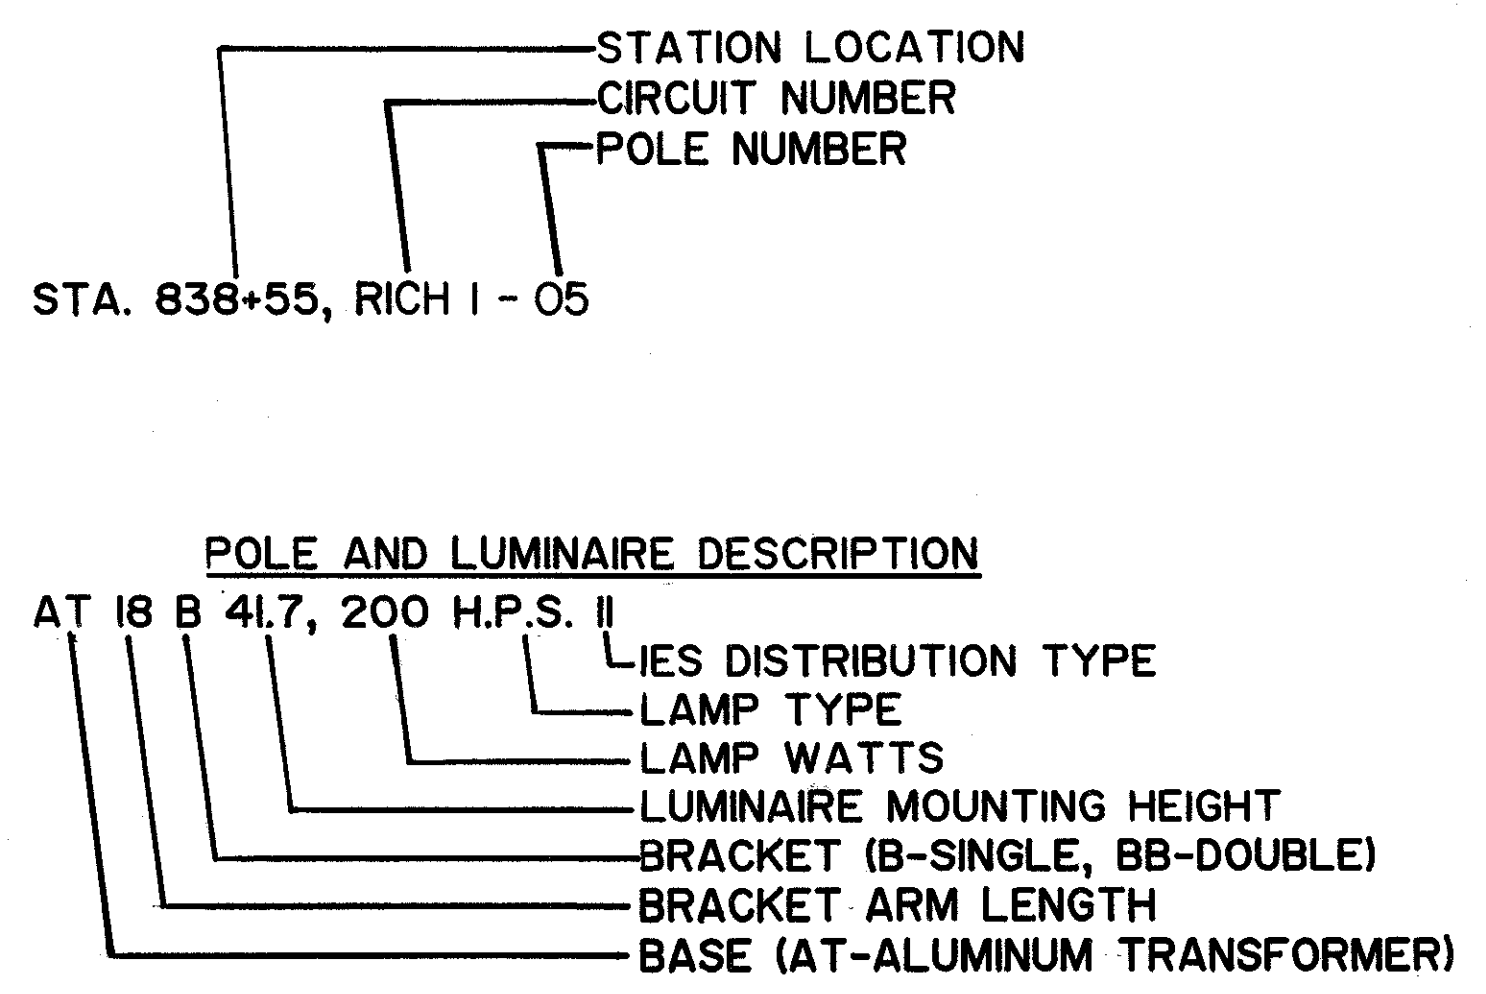 STATION LOCATION
CIRCUIT NUMBER
POLE NUMBER
STA. 838+55, RICH 1 - 05
POLE AND LUMINAIRE DESCRIPTION
AT 18 B 41.7, 200 H.P.S. II
IES DISTRIBUTION TYPE
LAMP TYPE
LAMP WATTS
LUMINAIRE MOUNTING HEIGHT
BRACKET (B-SINGLE, BB-DOUBLE)
BRACKET ARM LENGTH
BASE (AT-ALUMINUM TRANSFORMER)